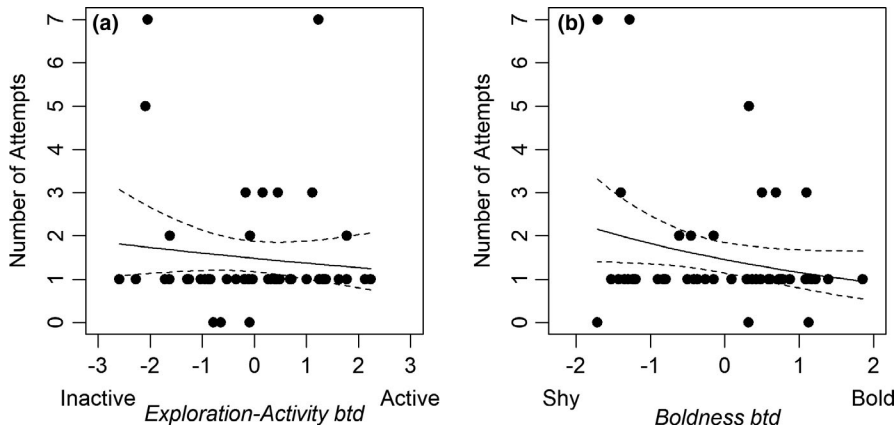 (a)
Number of Attempts
7
6
5
4
3
2
1
0
-3 -2 -1 0 1 2 3
Inactive Active
Exploration-Activity btd
(b)
Number of Attempts
7
6
5
4
3
2
1
0
-2 -1 0 1 2
Shy Bold
Boldness btd